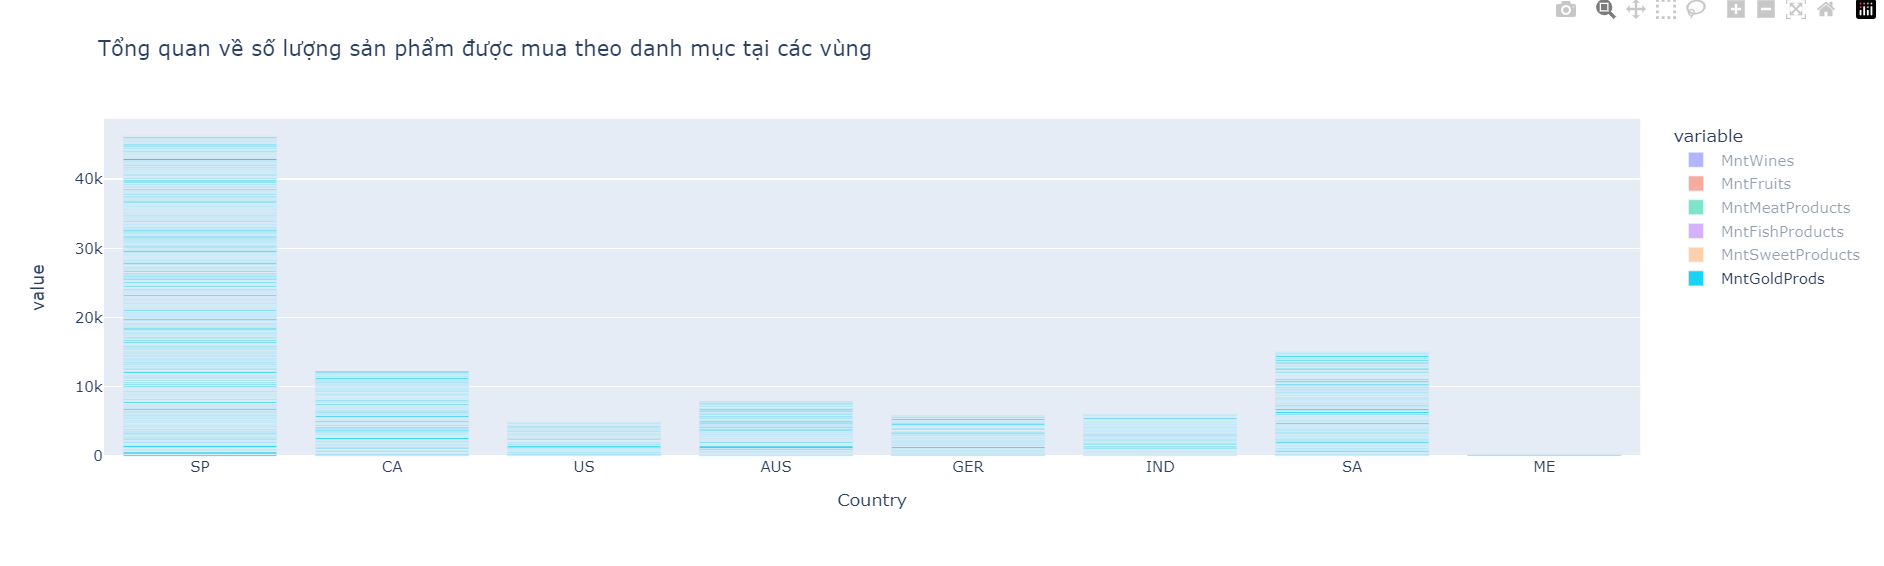 Tổng quan về số lượng sản phẩm được mua theo danh mục tại các vùng
variable
MntWines
MntFruits
MntMeatProducts
MntFishProducts
MntSweetProducts
MntGoldProds
value
40k
30k
20k
10k
0
SP CA US AUS GER IND SA ME
Country